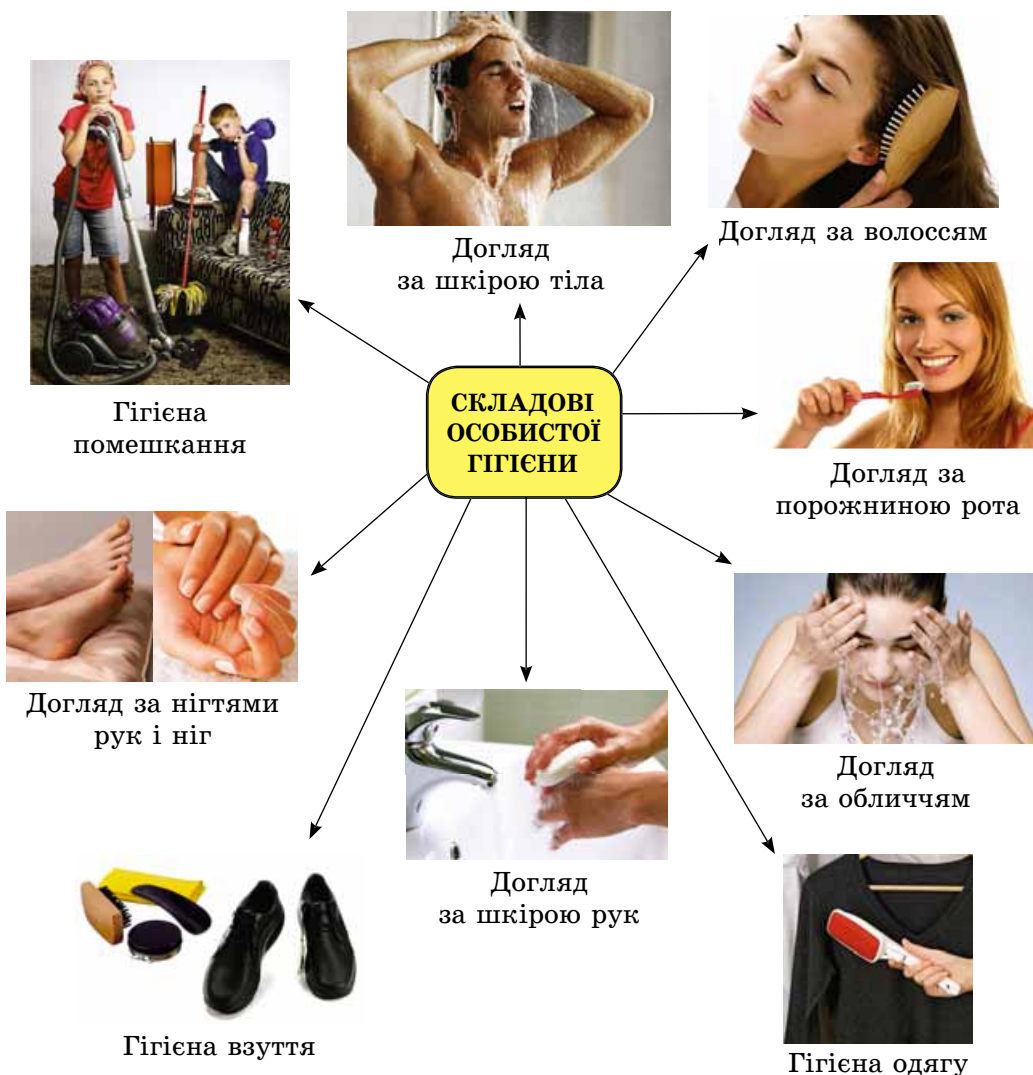 Догляд
за шкірою тіла
Догляд за волоссям
Гігієна
помешкання
СКЛАДОВІ
ОСОБИСТОЇ
ГІГІЄНИ
Догляд за
порожниною рота
Догляд за нігтями
рук і ніг
Догляд
за обличчям
Догляд
за шкірою рук
Гігієна взуття
Гігієна одягу